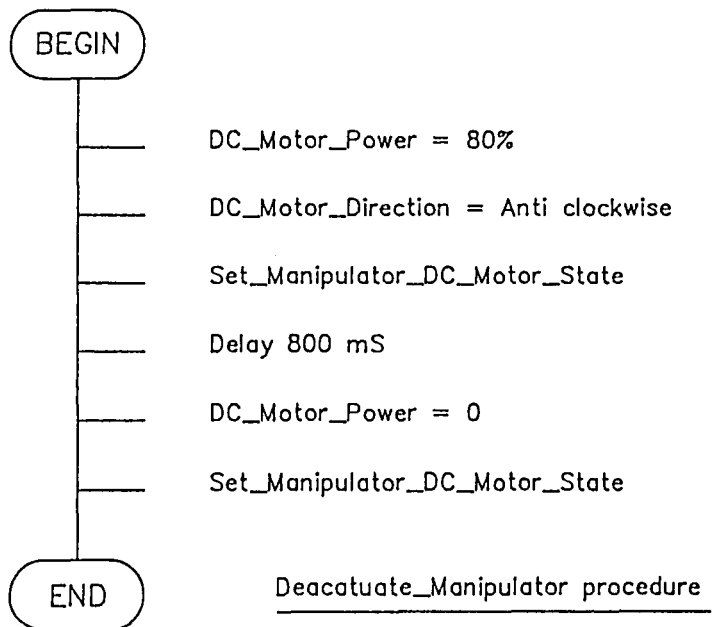 BEGIN
DC_Motor_Power = 80%
DC_Motor_Direction = Anti clockwise
Set_Manipulator_DC_Motor_State
Delay 800 mS
DC_Motor_Power = 0
Set_Manipulator_DC_Motor_State
END
Deacatuate_Manipulator procedure